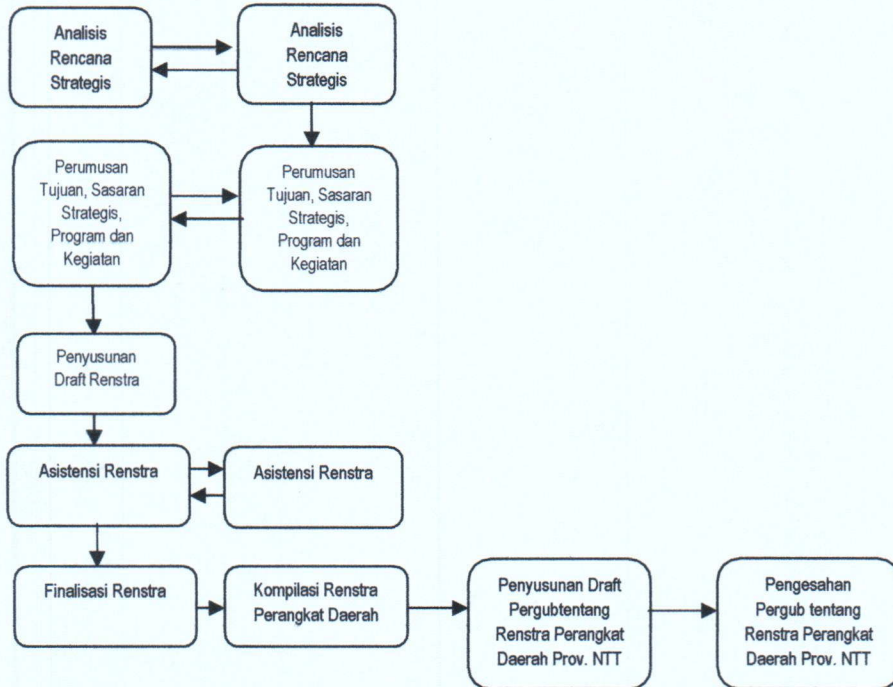 Analisis
Rencana
Strategis
Analisis
Rencana
Strategis
Perumusan
Tujuan, Sasaran
Strategis,
Program dan
Kegiatan
Perumusan
Tujuan, Sasaran
Strategis,
Program dan
Kegiatan
Penyusunan
Draft Renstra
Asistensi Renstra
Asistensi Renstra
Finalisasi Renstra
Kompilasi Renstra
Perangkat Daerah
Penyusunan Draft
Pergubtentang
Renstra Perangkat
Daerah Prov. NTT
Pengesahan
Pergub tentang
Renstra Perangkat
Daerah Prov. NTT